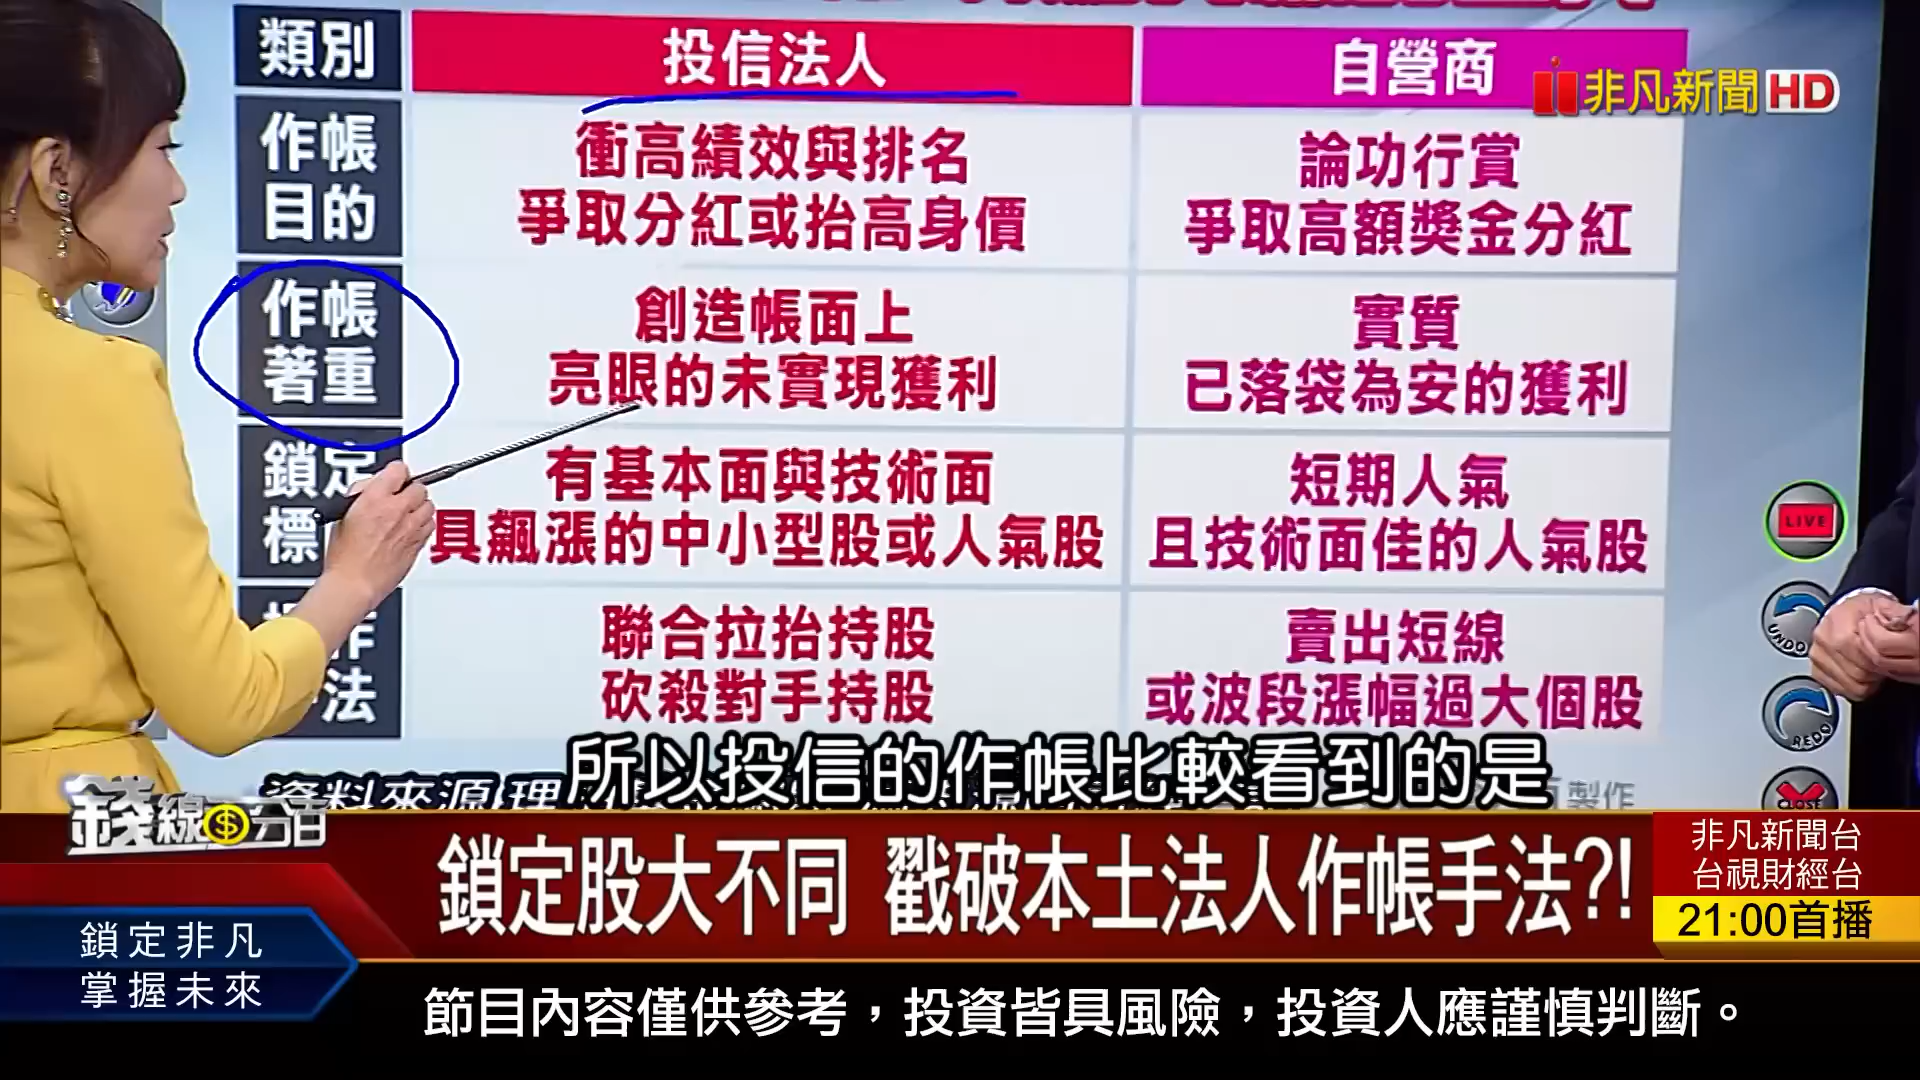 類別
投信法人
自營商
非凡新聞HD
作帳
目的
衝高績效與排名
爭取分紅或抬高身價
論功行賞
爭取高額獎金分紅
作帳
著重
創造帳面上
亮眼的未實現獲利
實質
已落袋為安的獲利
鎖定
標
有基本面與技術面
具飆漲的中小型股或人氣股
短期人氣
且技術面佳的人氣股
LIVE
作
法
聯合拉抬持股
砍殺對手持股
賣出短線
或波段漲幅過大個股
UNDO
REDO
CLOSE
資料來源:理
製作
所以投信的作帳比較看到的是
錢線百分百
鎖定股大不同 戳破本土法人作帳手法?!
非凡新聞台
台視財經台
21:00首播
鎖定非凡
掌握未來
節目內容僅供參考，投資皆具風險，投資人應謹慎判斷。